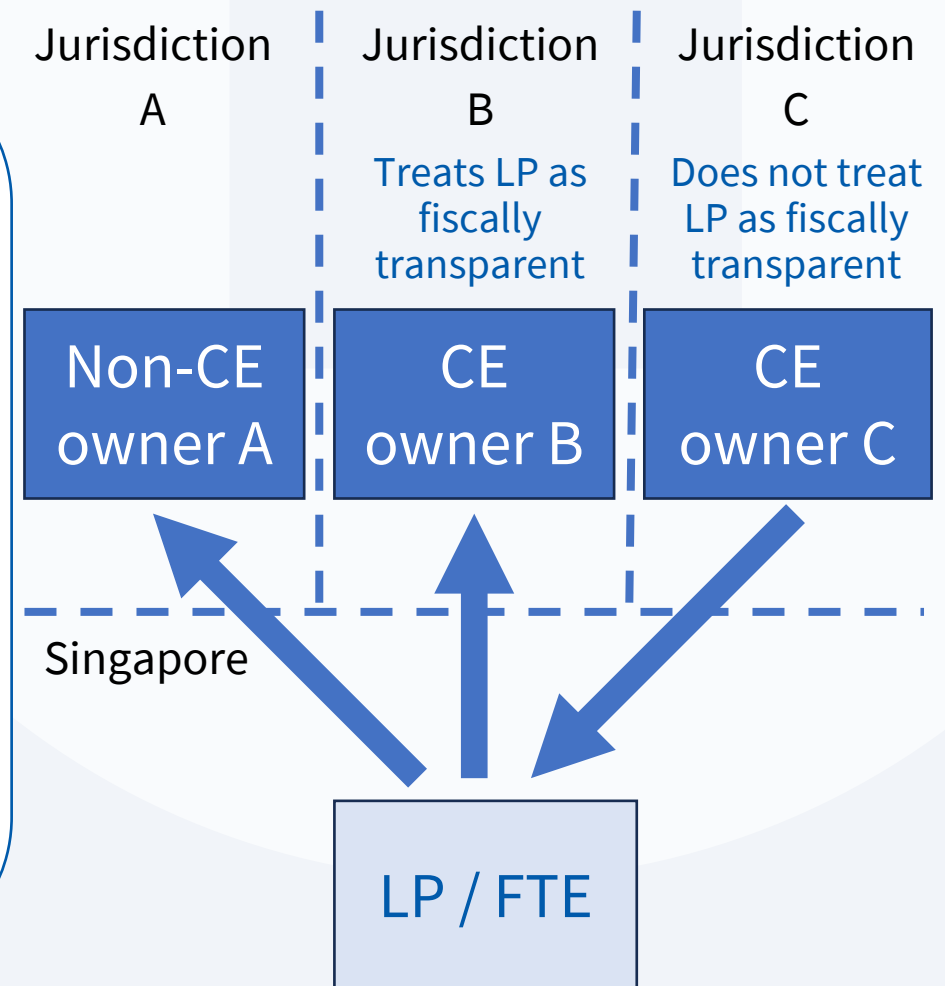 Jurisdiction
A
Jurisdiction
B
Treats LP as
fiscally
transparent
Jurisdiction
C
Does not treat
LP as fiscally
transparent
Non-CE
owner A
CE
owner B
CE
owner C
Singapore
LP / FTE